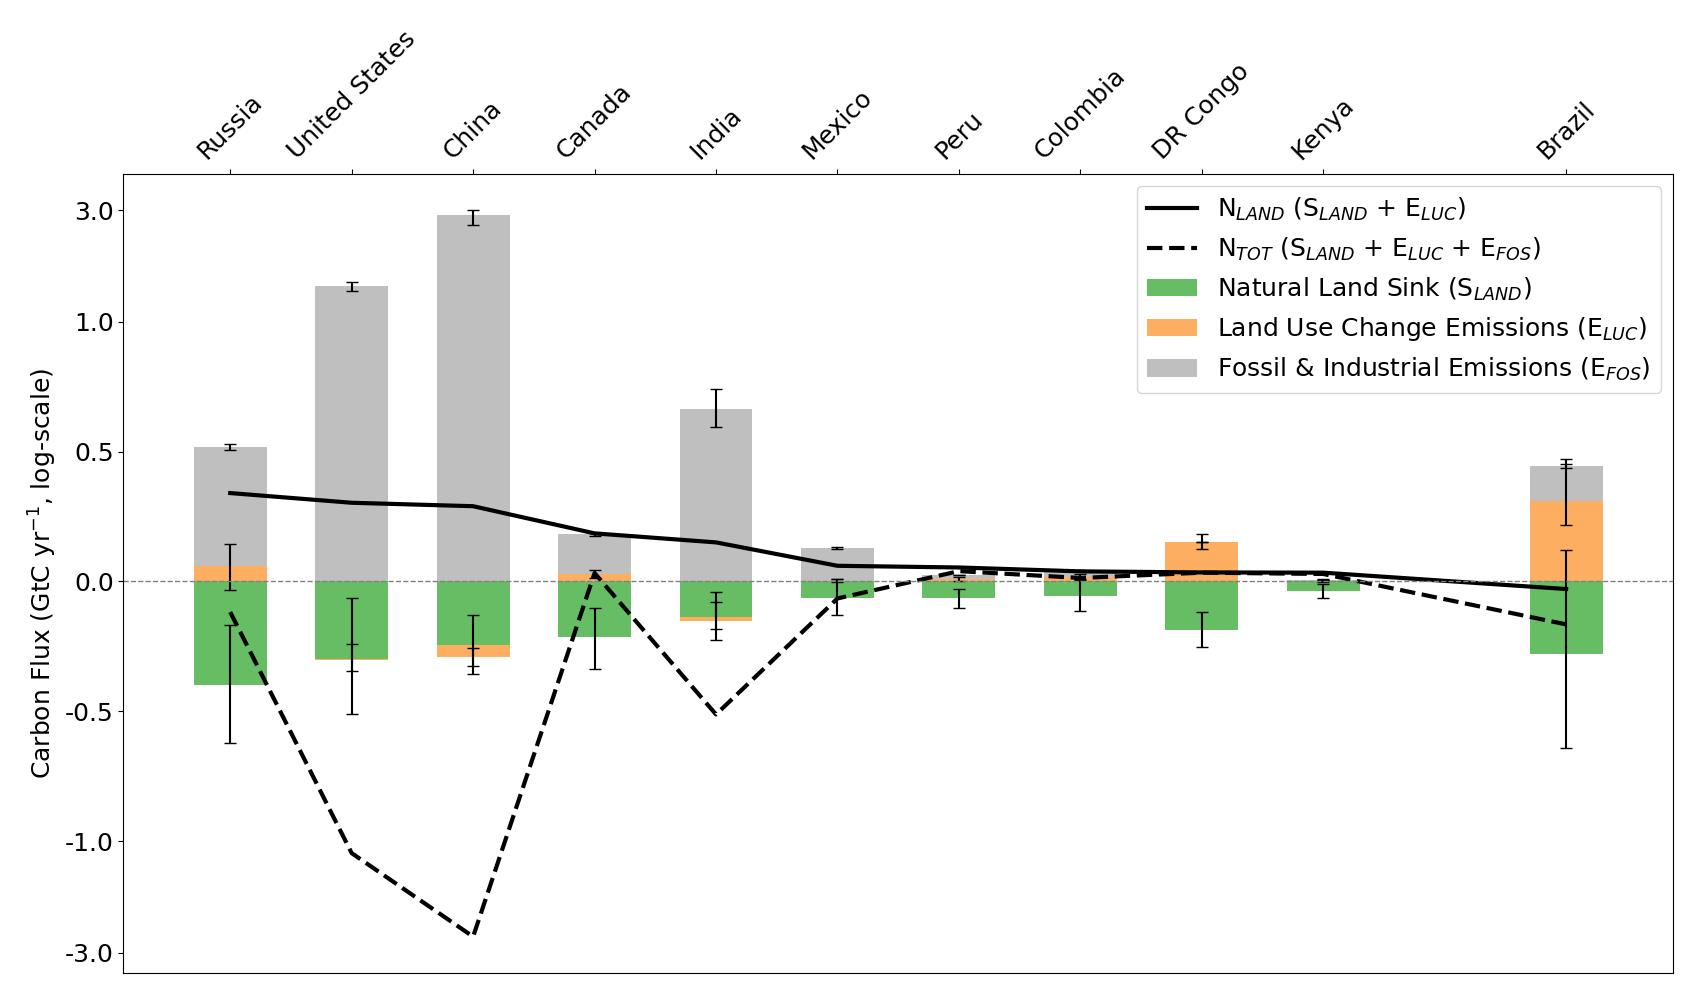 Russia
United States
China
Canada
India
Mexico
Peru
Colombia
DR Congo
Kenya
Brazil
Carbon Flux (GtC yr⁻¹, log-scale)
3.0
1.0
0.5
0.0
-0.5
-1.0
-3.0
N_LAND (S_LAND + E_LUC)
N_TOT (S_LAND + E_LUC + E_FOS)
Natural Land Sink (S_LAND)
Land Use Change Emissions (E_LUC)
Fossil & Industrial Emissions (E_FOS)